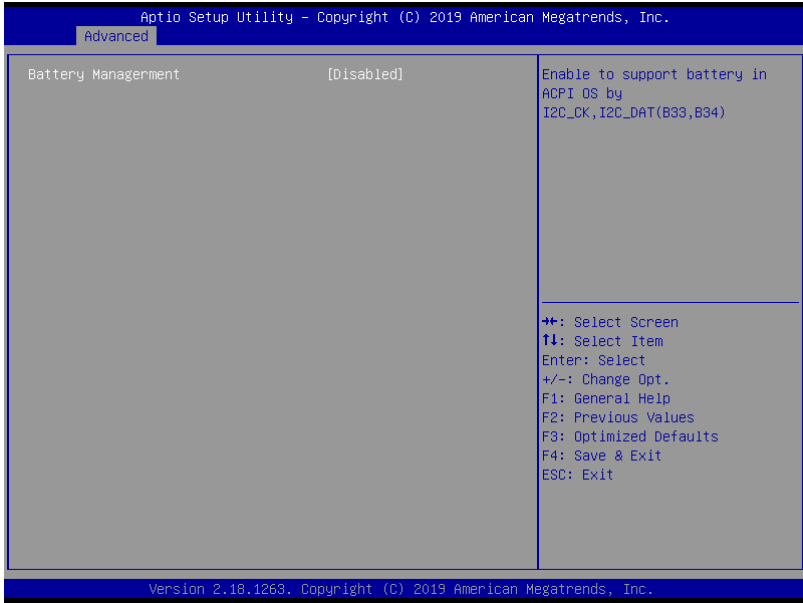 Aptio Setup Utility – Copyright (C) 2019 American Megatrends, Inc.
Advanced
Battery Managerment [Disabled]
Enable to support battery in
ACPI OS by
I2C_CK,I2C_DAT(B33,B34)
→←: Select Screen
↑↓: Select Item
Enter: Select
+/-: Change Opt.
F1: General Help
F2: Previous Values
F3: Optimized Defaults
F4: Save & Exit
ESC: Exit
Version 2.18.1263. Copyright (C) 2019 American Megatrends, Inc.